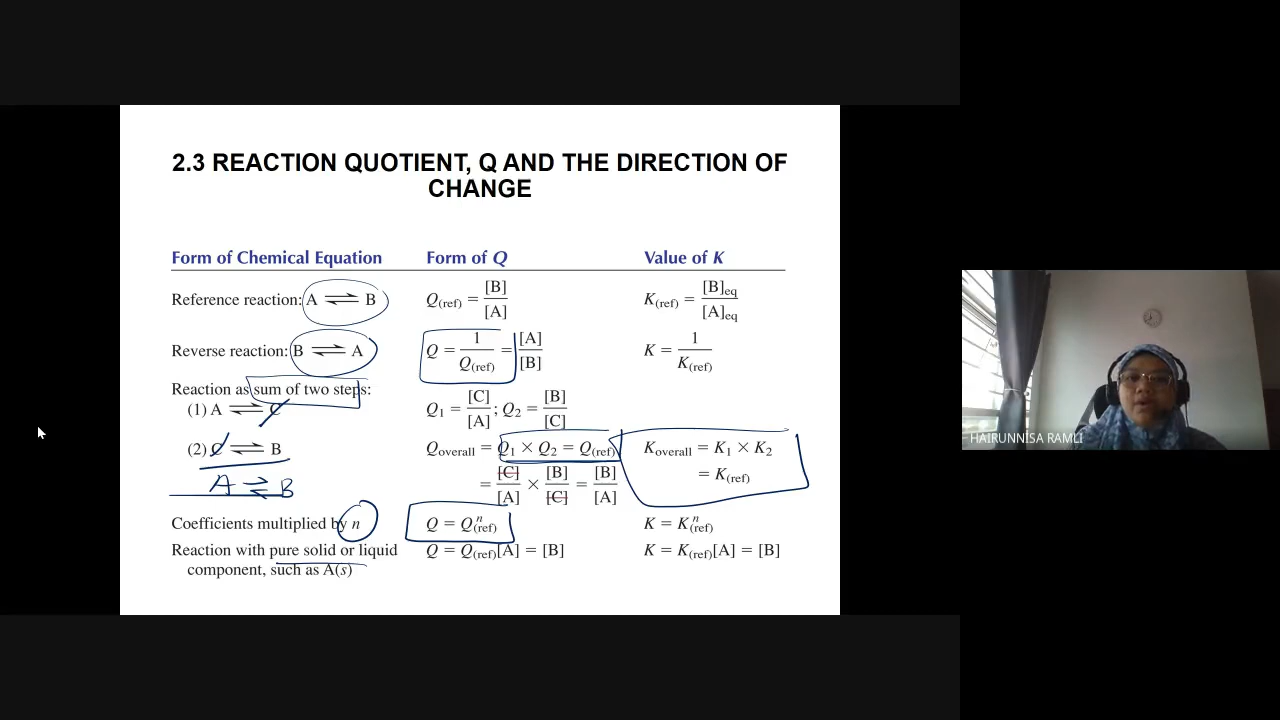 2.3 REACTION QUOTIENT, Q AND THE DIRECTION OF
CHANGE
Form of Chemical Equation Form of Q Value of K
Reference reaction: A ⇌ B Q(ref) = [B]/[A] K(ref) = [B]eq/[A]eq
Reverse reaction: B ⇌ A Q = 1/Q(ref) = [A]/[B] K = 1/K(ref)
Reaction as sum of two steps:
(1) A ⇌ C Q1 = [C]/[A]; Q2 = [B]/[C]
(2) C ⇌ B Qoverall = Q1 × Q2 = Q(ref) Koverall = K1 × K2
A ⇌ B = [C]/[A] × [B]/[C] = [B]/[A] = K(ref)
Coefficients multiplied by n Q = Q^n(ref) K = K^n(ref)
Reaction with pure solid or liquid Q = Q(ref)[A] = [B] K = K(ref)[A] = [B]
component, such as A(s)
HAIRUNNISA RAMLI